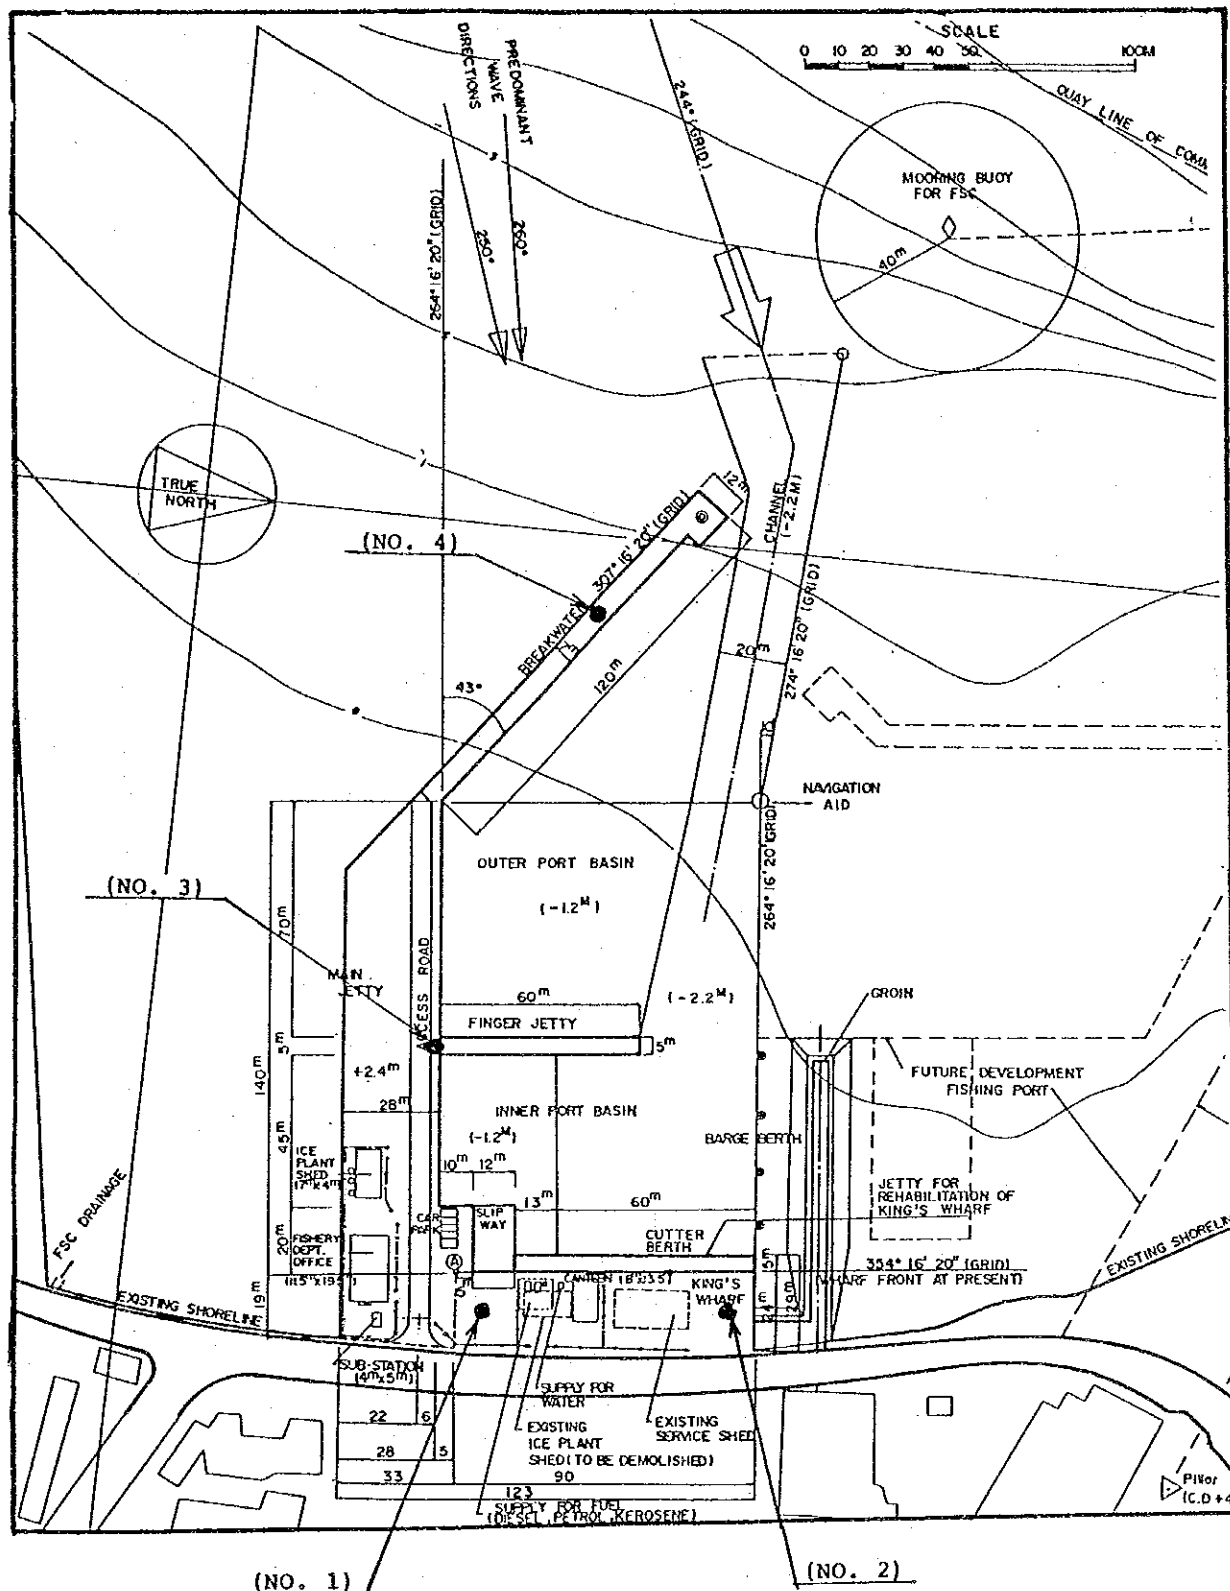 SCALE
0 10 20 30 40 50 100M
PREDOMINANT
WAVE
DIRECTIONS
250°
260°
264° 16' 20" (GRID)
244° (GRID)
QUAY LINE OF
MOORING BUOY
FOR FSC
40m
TRUE
NORTH
(NO. 4)
12m
CHANNEL
(-2.2M)
BREAKWATER
307° 16' 20" (GRID)
120m
43°
20m
274° 16' 20" (GRID)
NAVIGATION
AID
264° 16' 20" (GRID)
OUTER PORT BASIN
(-1.2M)
(NO. 3)
70m
MAIN
JETTY
ACCESS ROAD
60m
(-2.2M)
FINGER JETTY
5m
5m
GROIN
140m
+2.4m
28m
FUTURE DEVELOPMENT
FISHING PORT
INNER PORT BASIN
(-1.2M)
BARGE BERTH
45m
ICE
PLANT
SHED
(7mX4m)
10m 12m
13m
60m
JETTY FOR
REHABILITATION OF
KING'S WHARF
FSC DRAINAGE
CAR
PARK
SLIP
WAY
CUTTER
BERTH
20m
FISHERY
DEPT.
OFFICE
A
15m
354° 16' 20" (GRID)
(WHARF FRONT AT PRESENT)
EXISTING SHORELINE
CANTEEN
KING'S
WHARF
19m
29m
EXISTING SHORELINE
SUB-STATION
(4mX5m)
SUPPLY FOR
WATER
EXISTING
ICE PLANT
SHED (TO BE DEMOLISHED)
EXISTING
SERVICE SHED
22 6
28 5
33 90
123
SUPPLY FOR FUEL
(DIESEL, PETROL, KEROSENE)
Pillar
(C.D +4
(NO. 1)
(NO. 2)